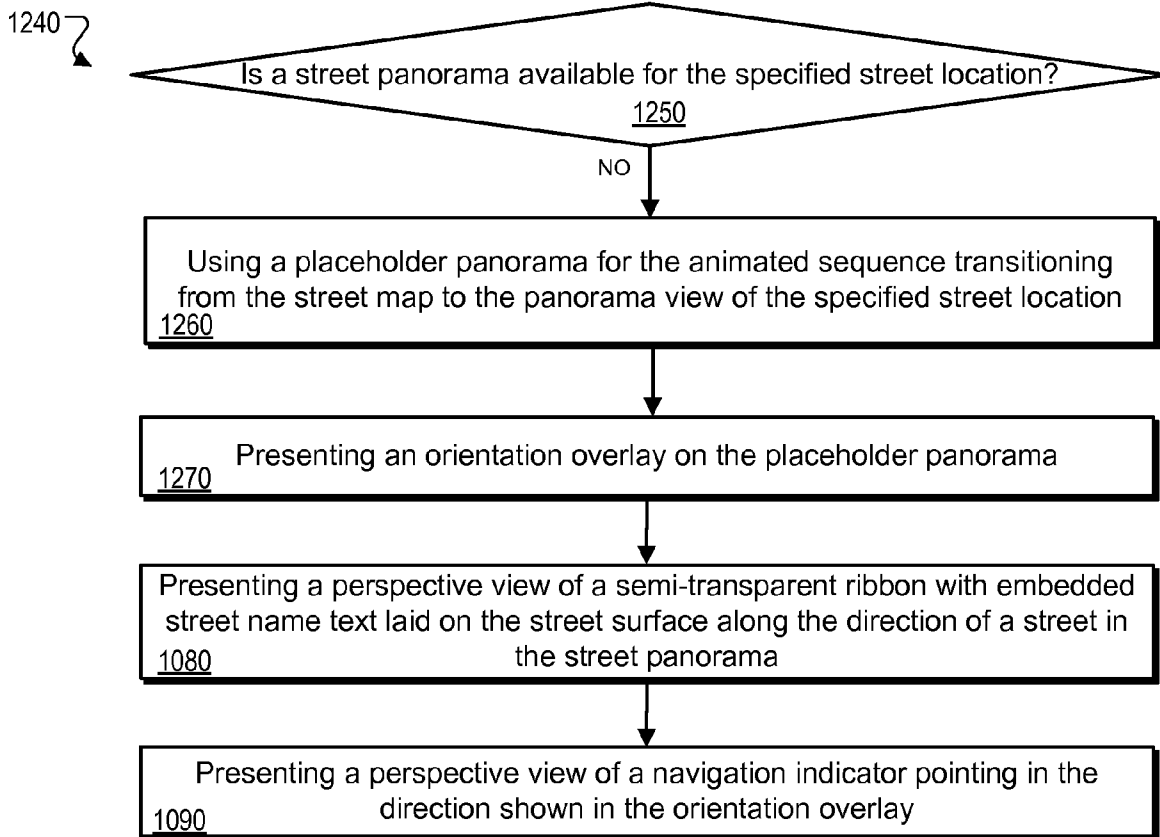 1240
Is a street panorama available for the specified street location?
1250
NO
Using a placeholder panorama for the animated sequence transitioning
from the street map to the panorama view of the specified street location
1260
Presenting an orientation overlay on the placeholder panorama
1270
Presenting a perspective view of a semi-transparent ribbon with embedded
street name text laid on the street surface along the direction of a street in
the street panorama
1080
Presenting a perspective view of a navigation indicator pointing in the
direction shown in the orientation overlay
1090